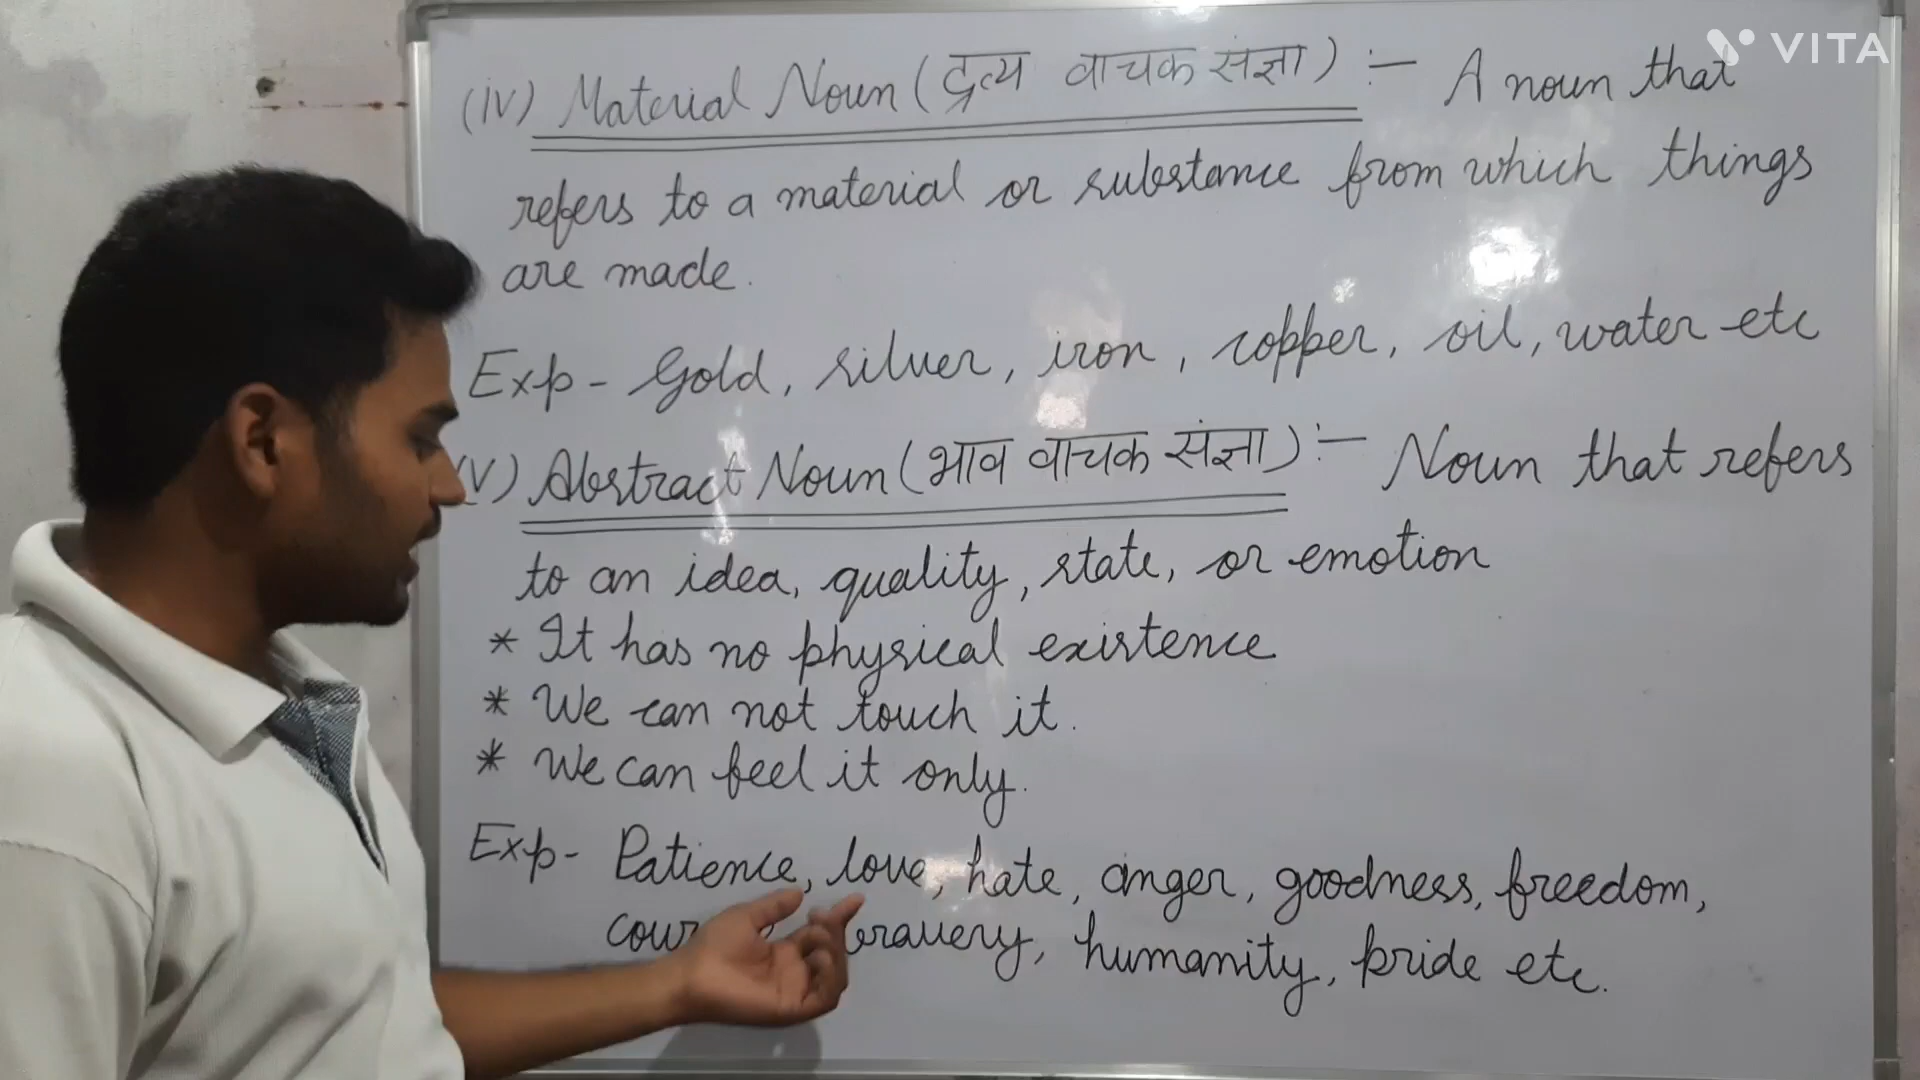 VITA
(iv) Material Noun (द्रव्य वाचक संज्ञा) :- A noun that
refers to a material or substance from which things
are made.
Exp - Gold, silver, iron, copper, oil, water etc
(V) Abstract Noun (भाव वाचक संज्ञा) :- Noun that refers
to an idea, quality, state, or emotion
* It has no physical existence
* We can not touch it.
* We can feel it only.
Exp - Patience, love, hate, anger, goodness, freedom,
humanity, pride etc.